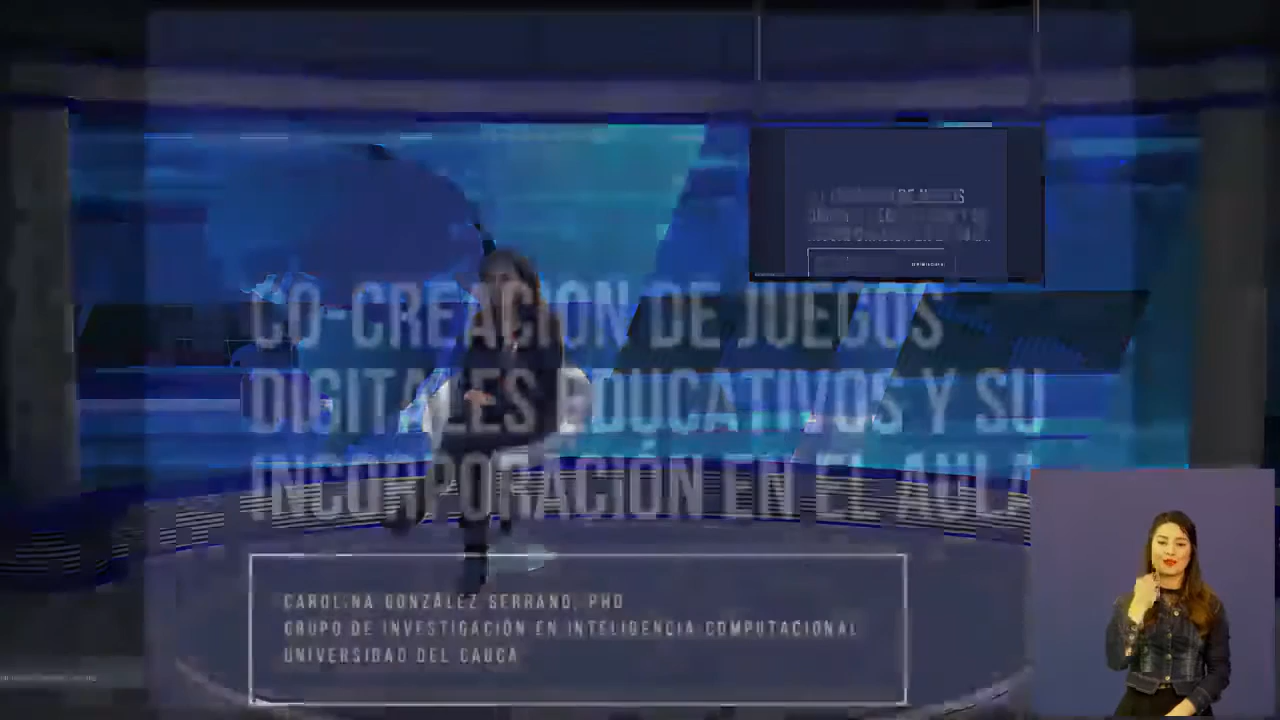 CO-CREACIÓN DE JUEGOS
DIGITALES EDUCATIVOS Y SU
INCORPORACIÓN EN EL AULA
CAROLINA GONZÁLEZ SERRANO, PHD
GRUPO DE INVESTIGACIÓN EN INTELIGENCIA COMPUTACIONAL
UNIVERSIDAD DEL CAUCA